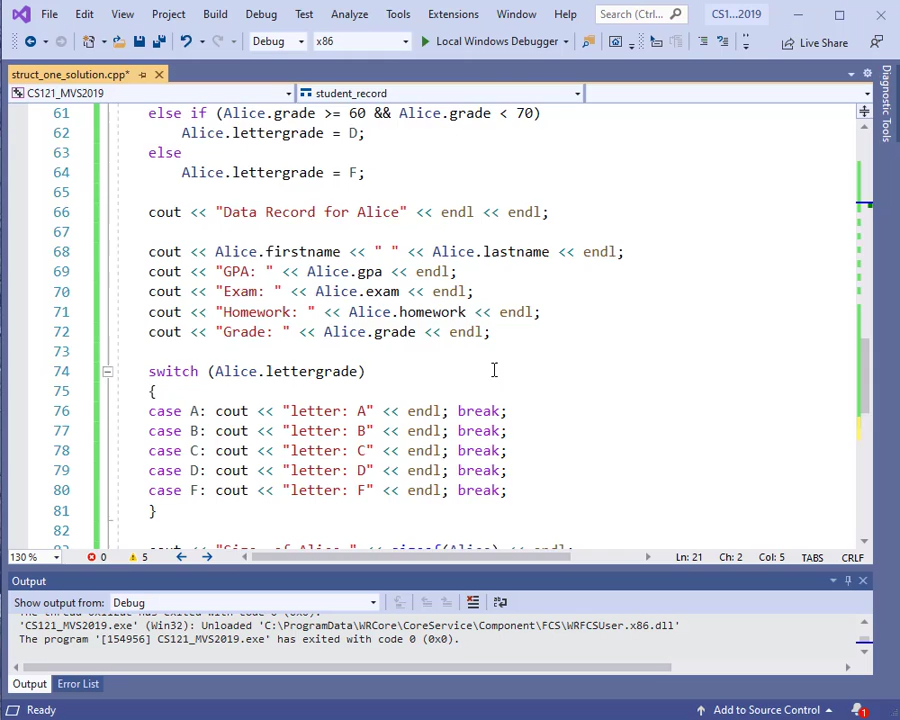 File Edit View Project Build Debug Test Analyze Tools Extensions Window Help Search (Ctrl... CS1...2019
Debug x86 Local Windows Debugger Live Share
struct_one_solution.cpp*
CS121_MVS2019 student_record
Diagnostic Tools
61 else if (Alice.grade >= 60 && Alice.grade < 70)
62 Alice.lettergrade = D;
63 else
64 Alice.lettergrade = F;
65
66 cout << "Data Record for Alice" << endl << endl;
67
68 cout << Alice.firstname << " " << Alice.lastname << endl;
69 cout << "GPA: " << Alice.gpa << endl;
70 cout << "Exam: " << Alice.exam << endl;
71 cout << "Homework: " << Alice.homework << endl;
72 cout << "Grade: " << Alice.grade << endl;
73
74 switch (Alice.lettergrade)
75 {
76 case A: cout << "letter: A" << endl; break;
77 case B: cout << "letter: B" << endl; break;
78 case C: cout << "letter: C" << endl; break;
79 case D: cout << "letter: D" << endl; break;
80 case F: cout << "letter: F" << endl; break;
81 }
82
130 % 0 5 Ln: 21 Ch: 2 Col: 5 TABS CRLF
Output
Show output from: Debug
'CS121_MVS2019.exe' (Win32): Unloaded 'C:\ProgramData\WRCore\CoreService\Component\FCS\WRFCSUser.x86.dll'
The program '[154956] CS121_MVS2019.exe' has exited with code 0 (0x0).
Output Error List
Ready Add to Source Control 1